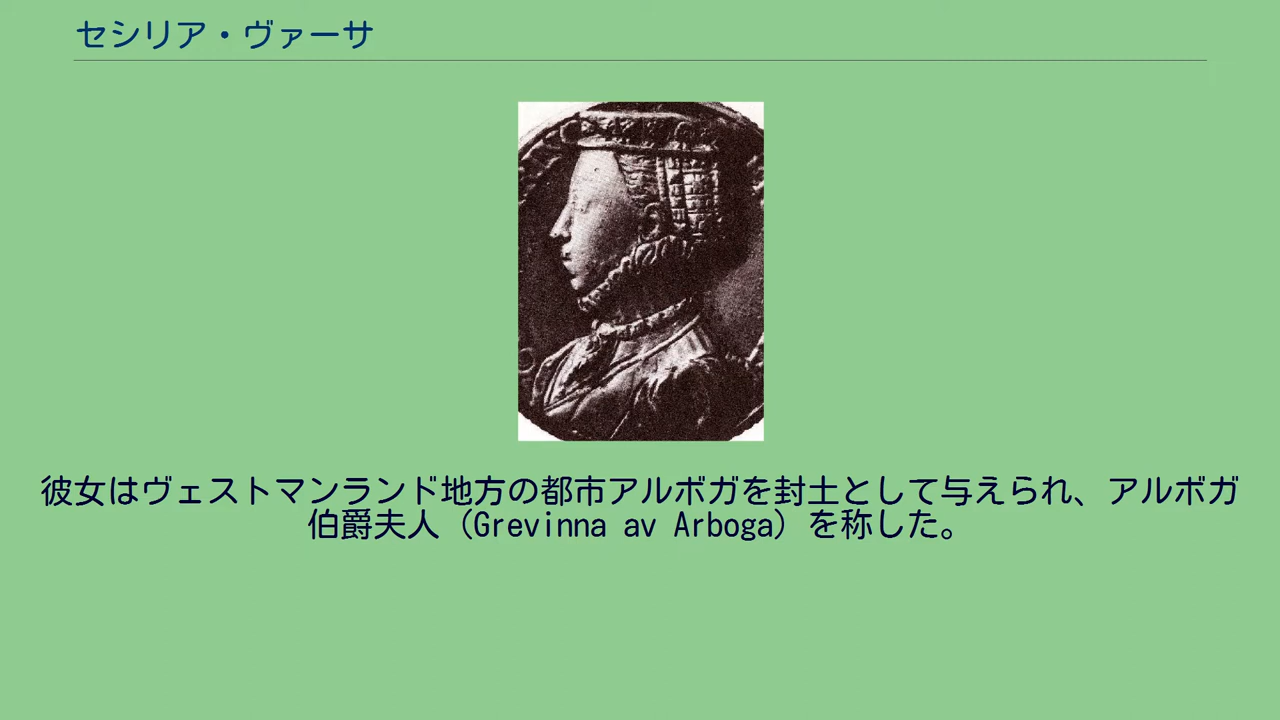 セシリア・ヴァーサ
彼女はヴェストマンランド地方の都市アルボガを封土として与えられ、アルボガ
伯爵夫人（Grevinna av Arboga）を称した。